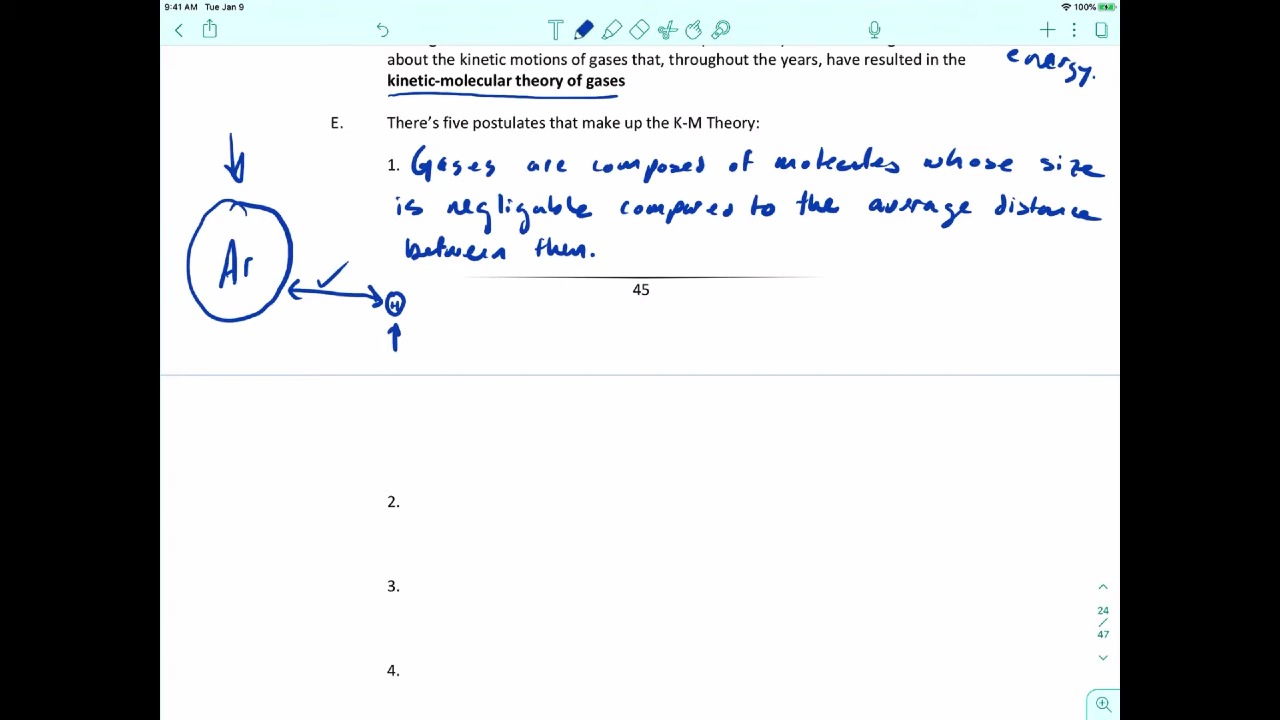 9:41 AM Tue Jan 9
100%
T
about the kinetic motions of gases that, throughout the years, have resulted in the
energy.
kinetic-molecular theory of gases
E. There's five postulates that make up the K-M Theory:
1. Gases are composed of molecules whose size
is negligable compared to the average distance
between them.
Ar
H
45
2.
3.
24
/
47
4.